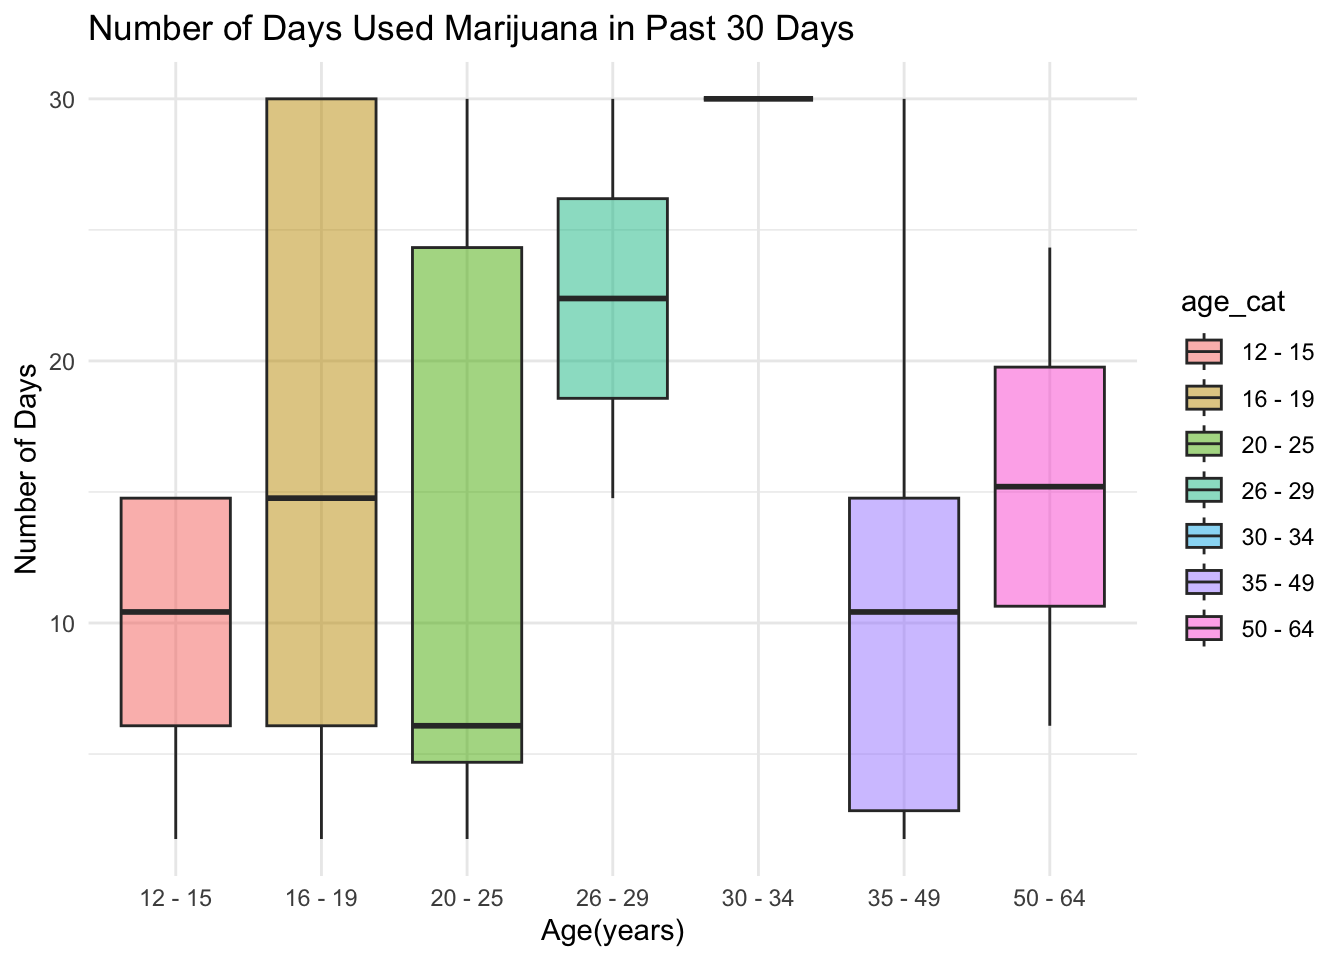 Number of Days Used Marijuana in Past 30 Days
30
20
10
Number of Days
12 - 15
16 - 19
20 - 25
26 - 29
30 - 34
35 - 49
50 - 64
Age(years)
age_cat
12 - 15
16 - 19
20 - 25
26 - 29
30 - 34
35 - 49
50 - 64